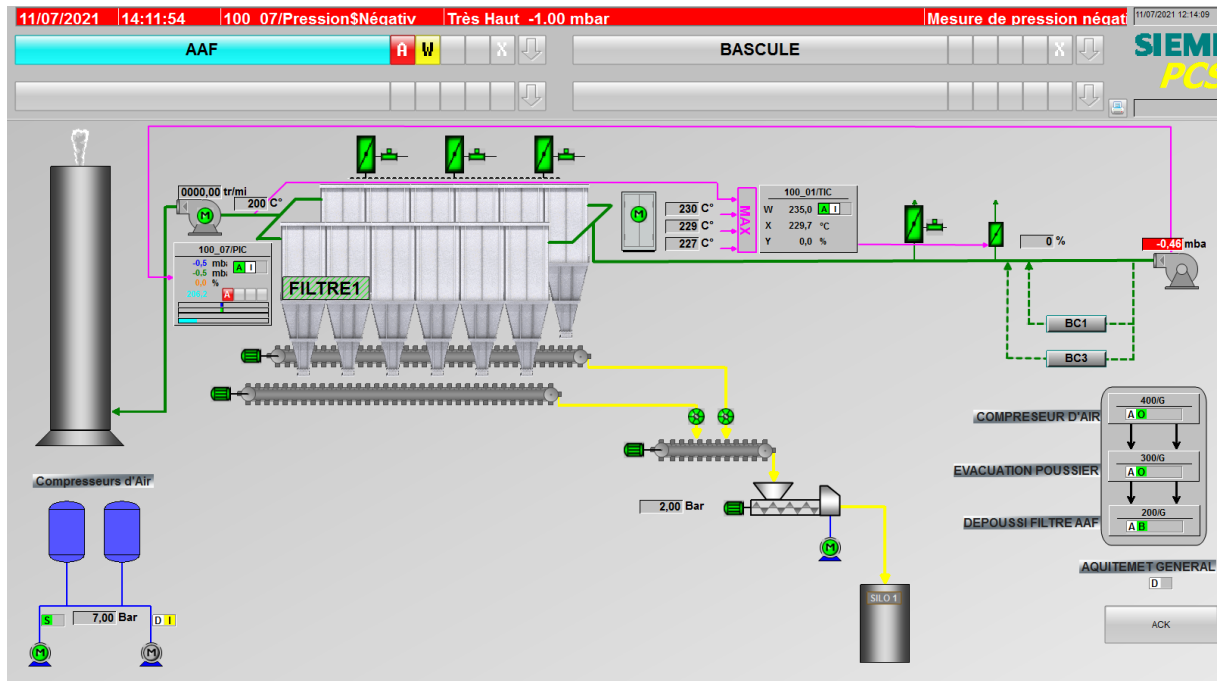 11/07/2021 14:11:54 100_07/Pression$Négativ Très Haut -1.00 mbar Mesure de pression négati 11/07/2021 12:14:09
AAF A W X BASCULE X
SIEME
PCS
0000,00 tr/mi
200 C°
100_07/PIC
-0,5 mb
-0,5 mb
A I
0,0 %
A
FILTRE1
M
M
230 C°
229 C°
227 C°
MAX
100_01/TIC
W 235,0 A I
X 229,7 °C
Y 0,0 %
0 %
-0,46 mba
BC1
BC3
400/G
COMPRESEUR D'AIR
A O
300/G
EVACUATION POUSSIER
A O
200/G
DEPOUSSI FILTRE AAF
A B
AQUITEMET GENERAL
D
ACK
Compresseurs d'Air
S 7,00 Bar D I
M M
2,00 Bar
M
SILO 1